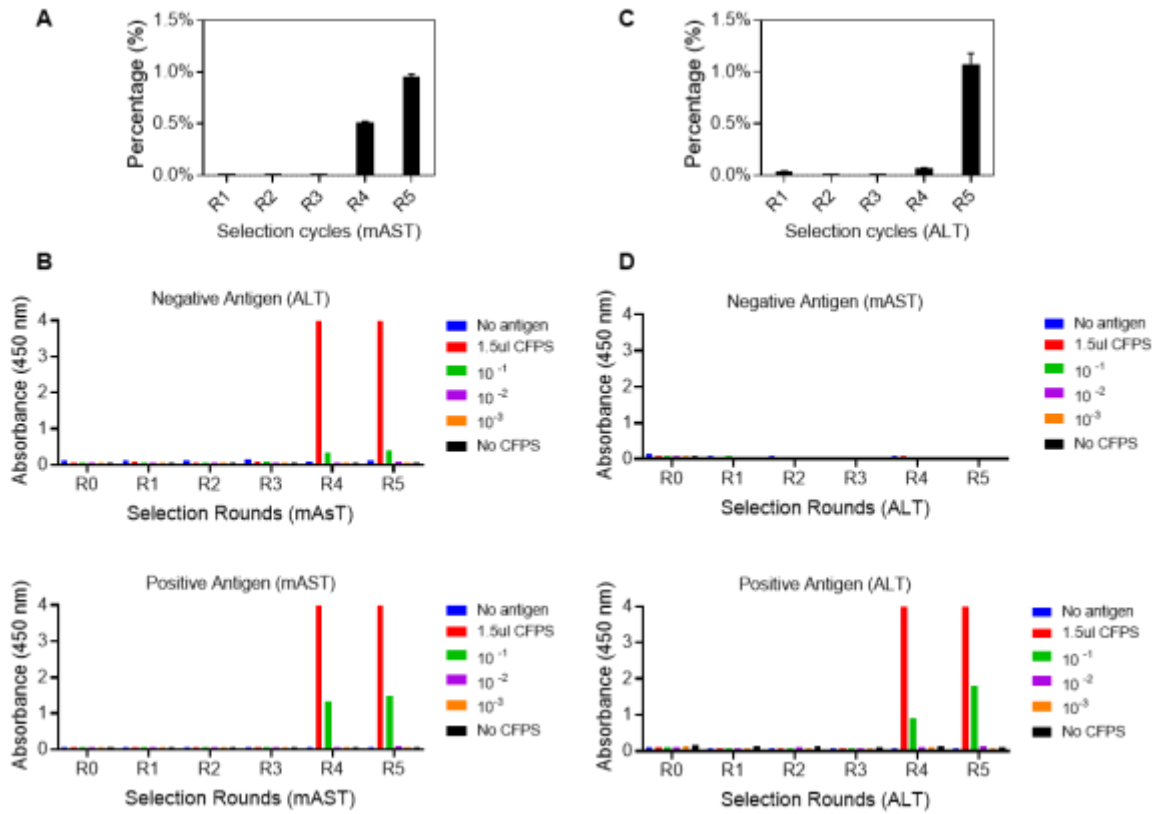 A
Percentage (%)
1.5%
1.0%
0.5%
0.0%
R1 R2 R3 R4 R5
Selection cycles (mAST)
C
Percentage (%)
1.5%
1.0%
0.5%
0.0%
R1 R2 R3 R4 R5
Selection cycles (ALT)
B
Negative Antigen (ALT)
Absorbance (450 nm)
4
3
2
1
0
R0 R1 R2 R3 R4 R5
Selection Rounds (mAsT)
No antigen
1.5ul CFPS
10⁻¹
10⁻²
10⁻³
No CFPS
Positive Antigen (mAST)
Absorbance (450 nm)
4
3
2
1
0
R0 R1 R2 R3 R4 R5
Selection Rounds (mAST)
No antigen
1.5ul CFPS
10⁻¹
10⁻²
10⁻³
No CFPS
D
Negative Antigen (mAST)
Absorbance (450 nm)
4
3
2
1
0
R0 R1 R2 R3 R4 R5
Selection Rounds (ALT)
No antigen
1.5ul CFPS
10⁻¹
10⁻²
10⁻³
No CFPS
Positive Antigen (ALT)
Absorbance (450 nm)
4
3
2
1
0
R0 R1 R2 R3 R4 R5
Selection Rounds (ALT)
No antigen
1.5ul CFPS
10⁻¹
10⁻²
10⁻³
No CFPS